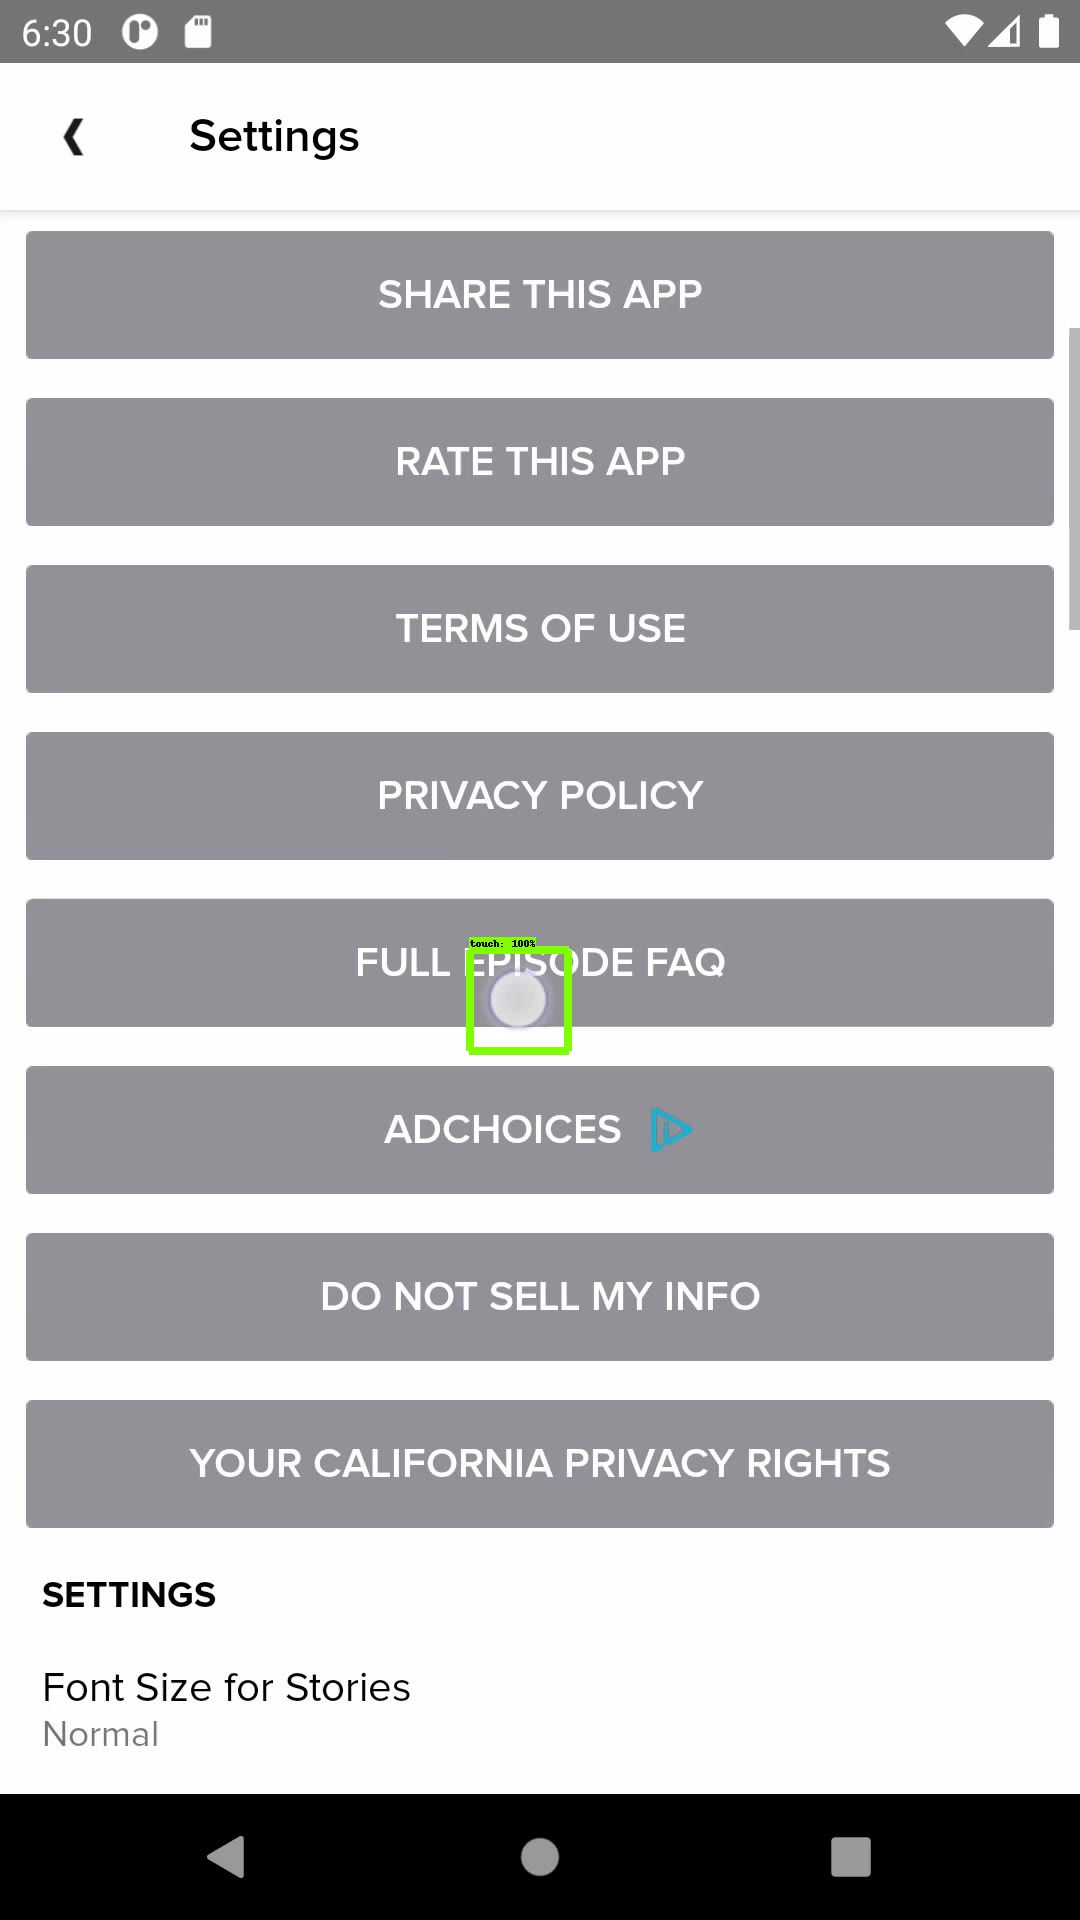 6:30
Settings
SHARE THIS APP
RATE THIS APP
TERMS OF USE
PRIVACY POLICY
touch: 100%
FULL EPISODE FAQ
ADCHOICES
DO NOT SELL MY INFO
YOUR CALIFORNIA PRIVACY RIGHTS
SETTINGS
Font Size for Stories
Normal